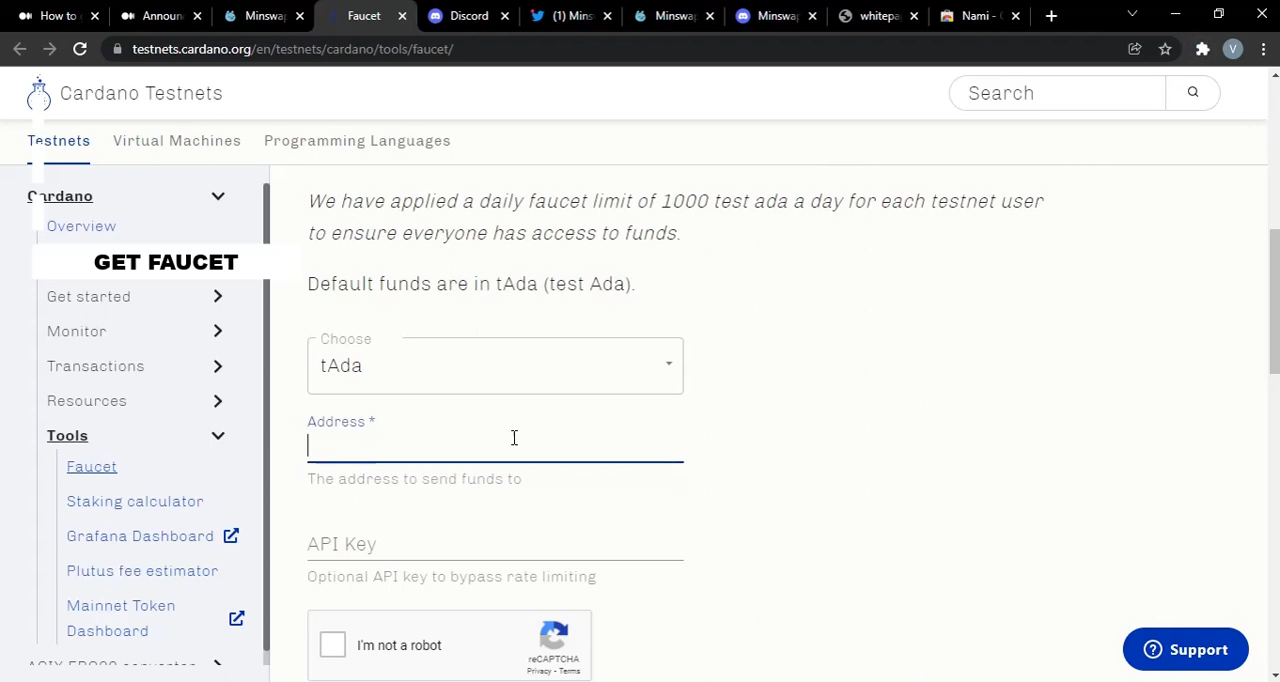 How to
Announ
Minswap
Faucet
Discord
(1) Mins
Minswap
Minswap
whitepa
Nami -
testnets.cardano.org/en/testnets/cardano/tools/faucet/
V
Cardano Testnets
Search
Testnets
Virtual Machines
Programming Languages
Cardano
Overview
GET FAUCET
Get started
Monitor
Transactions
Resources
Tools
Faucet
Staking calculator
Grafana Dashboard
Plutus fee estimator
Mainnet Token
Dashboard
We have applied a daily faucet limit of 1000 test ada a day for each testnet user
to ensure everyone has access to funds.
Default funds are in tAda (test Ada).
Choose
tAda
Address *
The address to send funds to
API Key
Optional API key to bypass rate limiting
I'm not a robot
reCAPTCHA
Privacy - Terms
Support